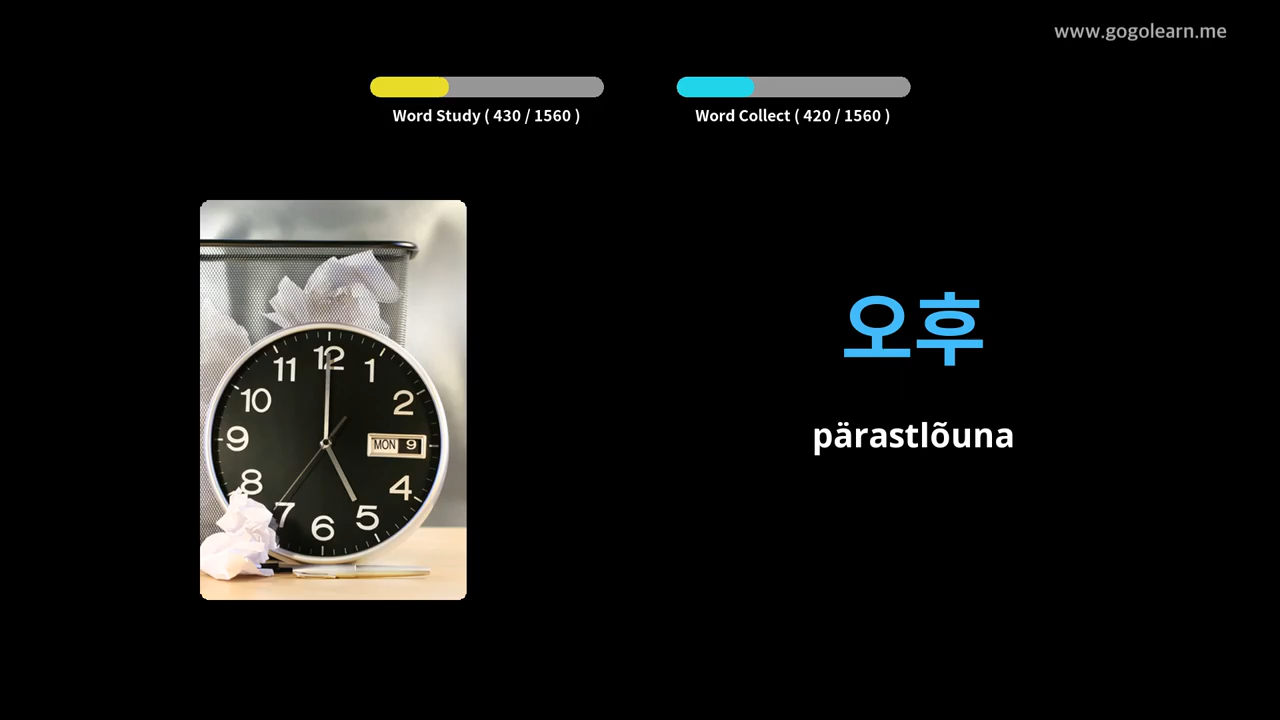 www.gogolearn.me
Word Study ( 430 / 1560 )
Word Collect ( 420 / 1560 )
12
11
1
10
2
9
MON 9
8
4
7
5
6
오후
pärastlõuna